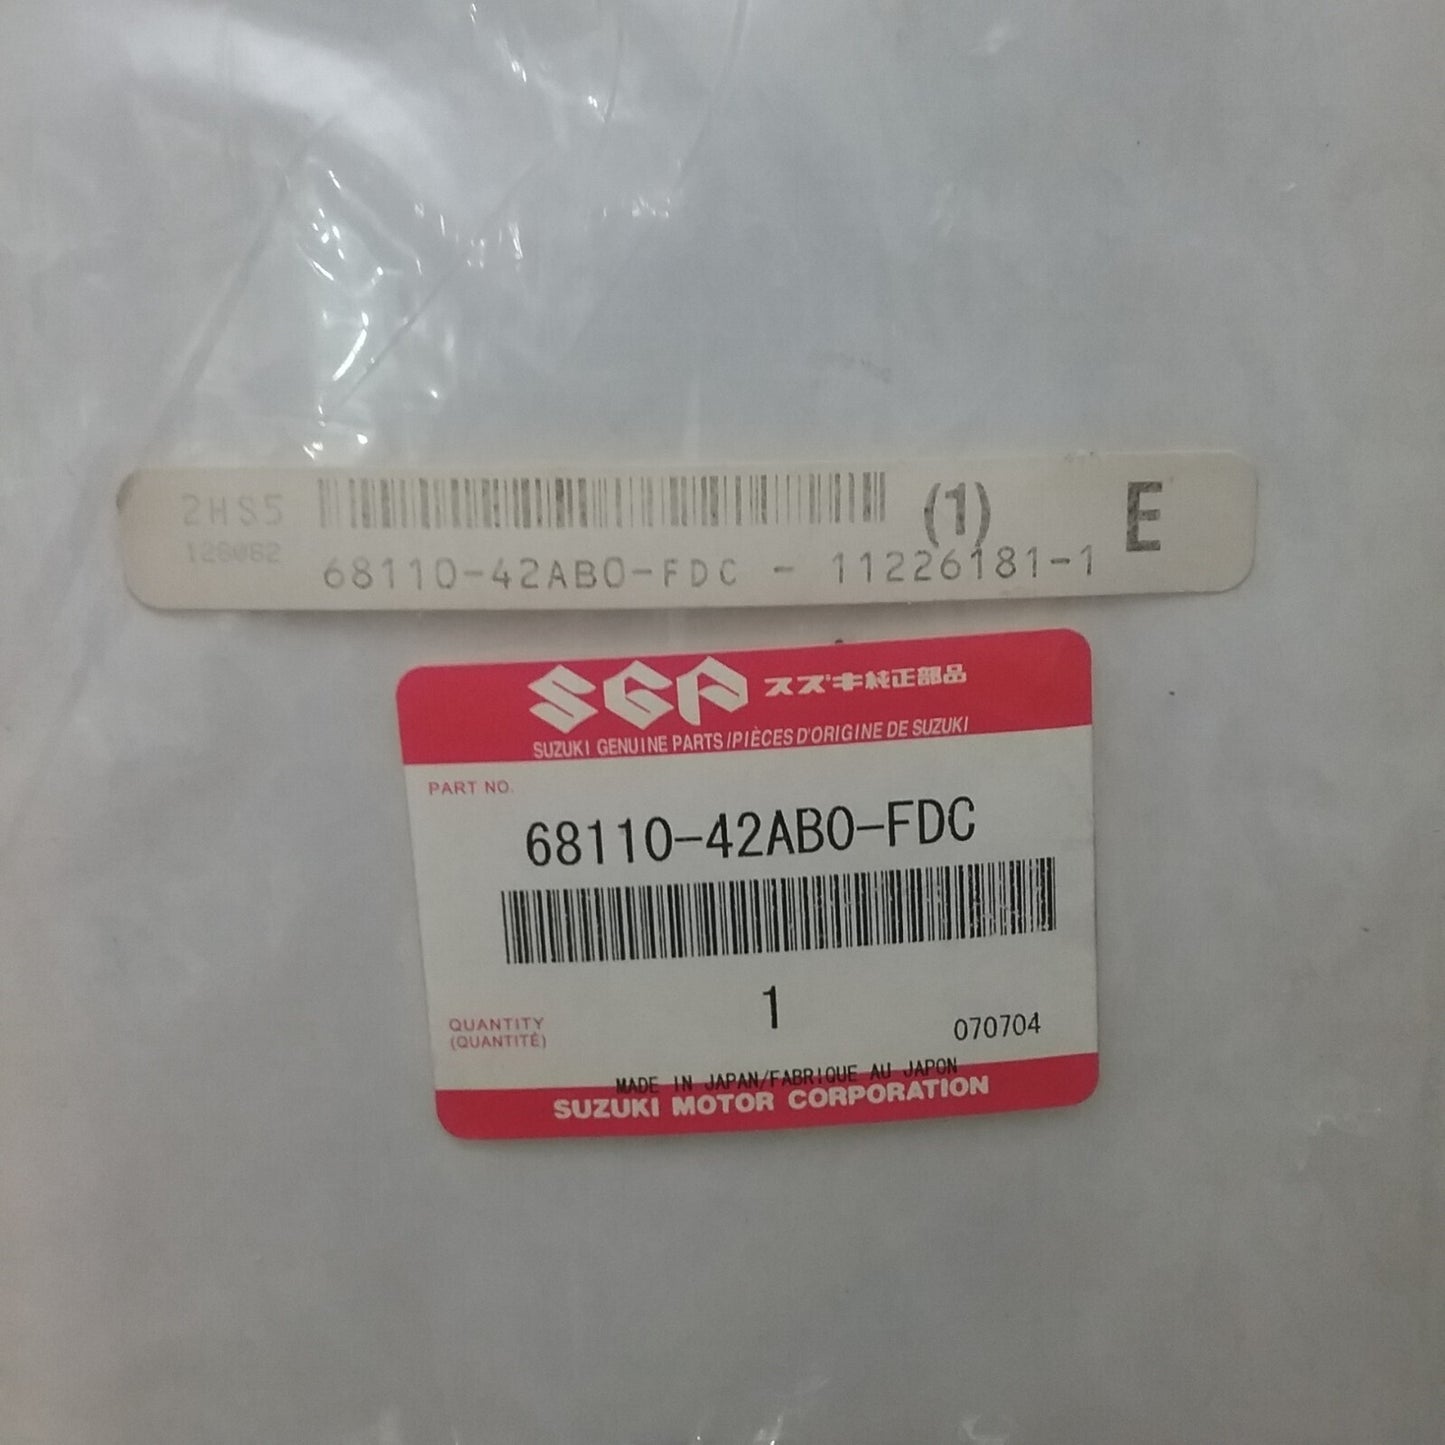 2HS5 (1) E
128082 68110-42AB0-FDC - 11226181-1
SGP スズキ純正部品
SUZUKI GENUINE PARTS/PIÈCES D'ORIGINE DE SUZUKI
PART NO.
68110-42AB0-FDC
1
QUANTITY
(QUANTITÉ)
070704
MADE IN JAPAN/FABRIQUE AU JAPON
SUZUKI MOTOR CORPORATION